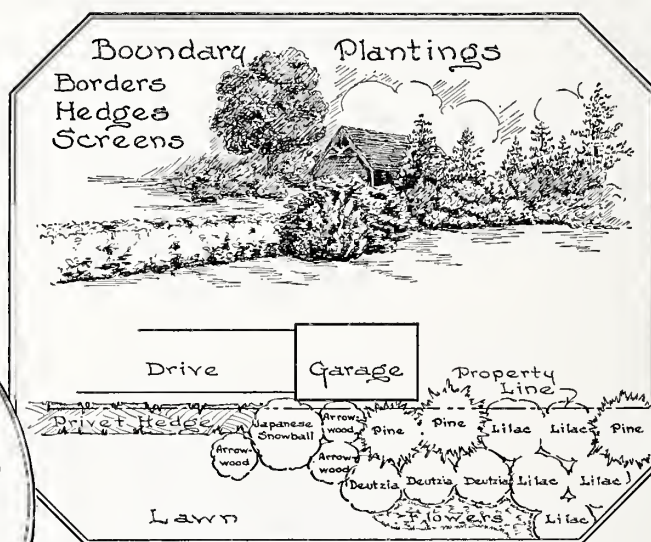 Boundary Plantings
Borders
Hedges
Screens
Drive
Garage
Property
Line
Privet Hedge
Japanese
Snowball
Arrow-
wood
Pine
Pine
Lilac
Lilac
Pine
Arrow-
wood
Arrow-
wood
Deutzia
Deutzia
Deutzia
Lilac
Lilac
Lawn
Flowers
Lilac